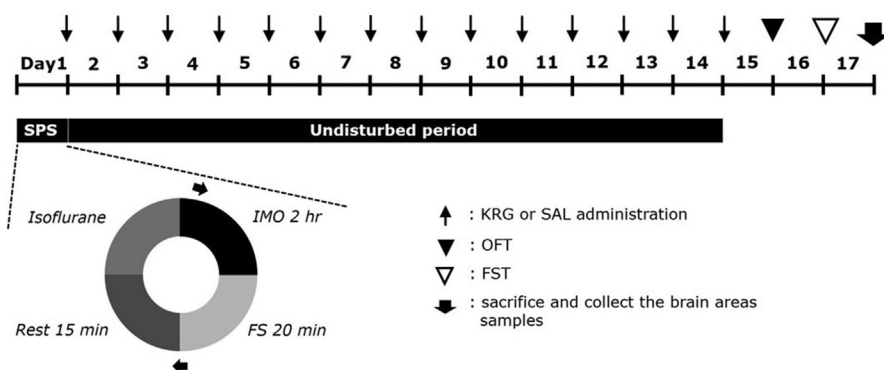 Day1 2 3 4 5 6 7 8 9 10 11 12 13 14 15 16 17
SPS Undisturbed period
Isoflurane IMO 2 hr
Rest 15 min FS 20 min
: KRG or SAL administration
: OFT
: FST
: sacrifice and collect the brain areas
samples